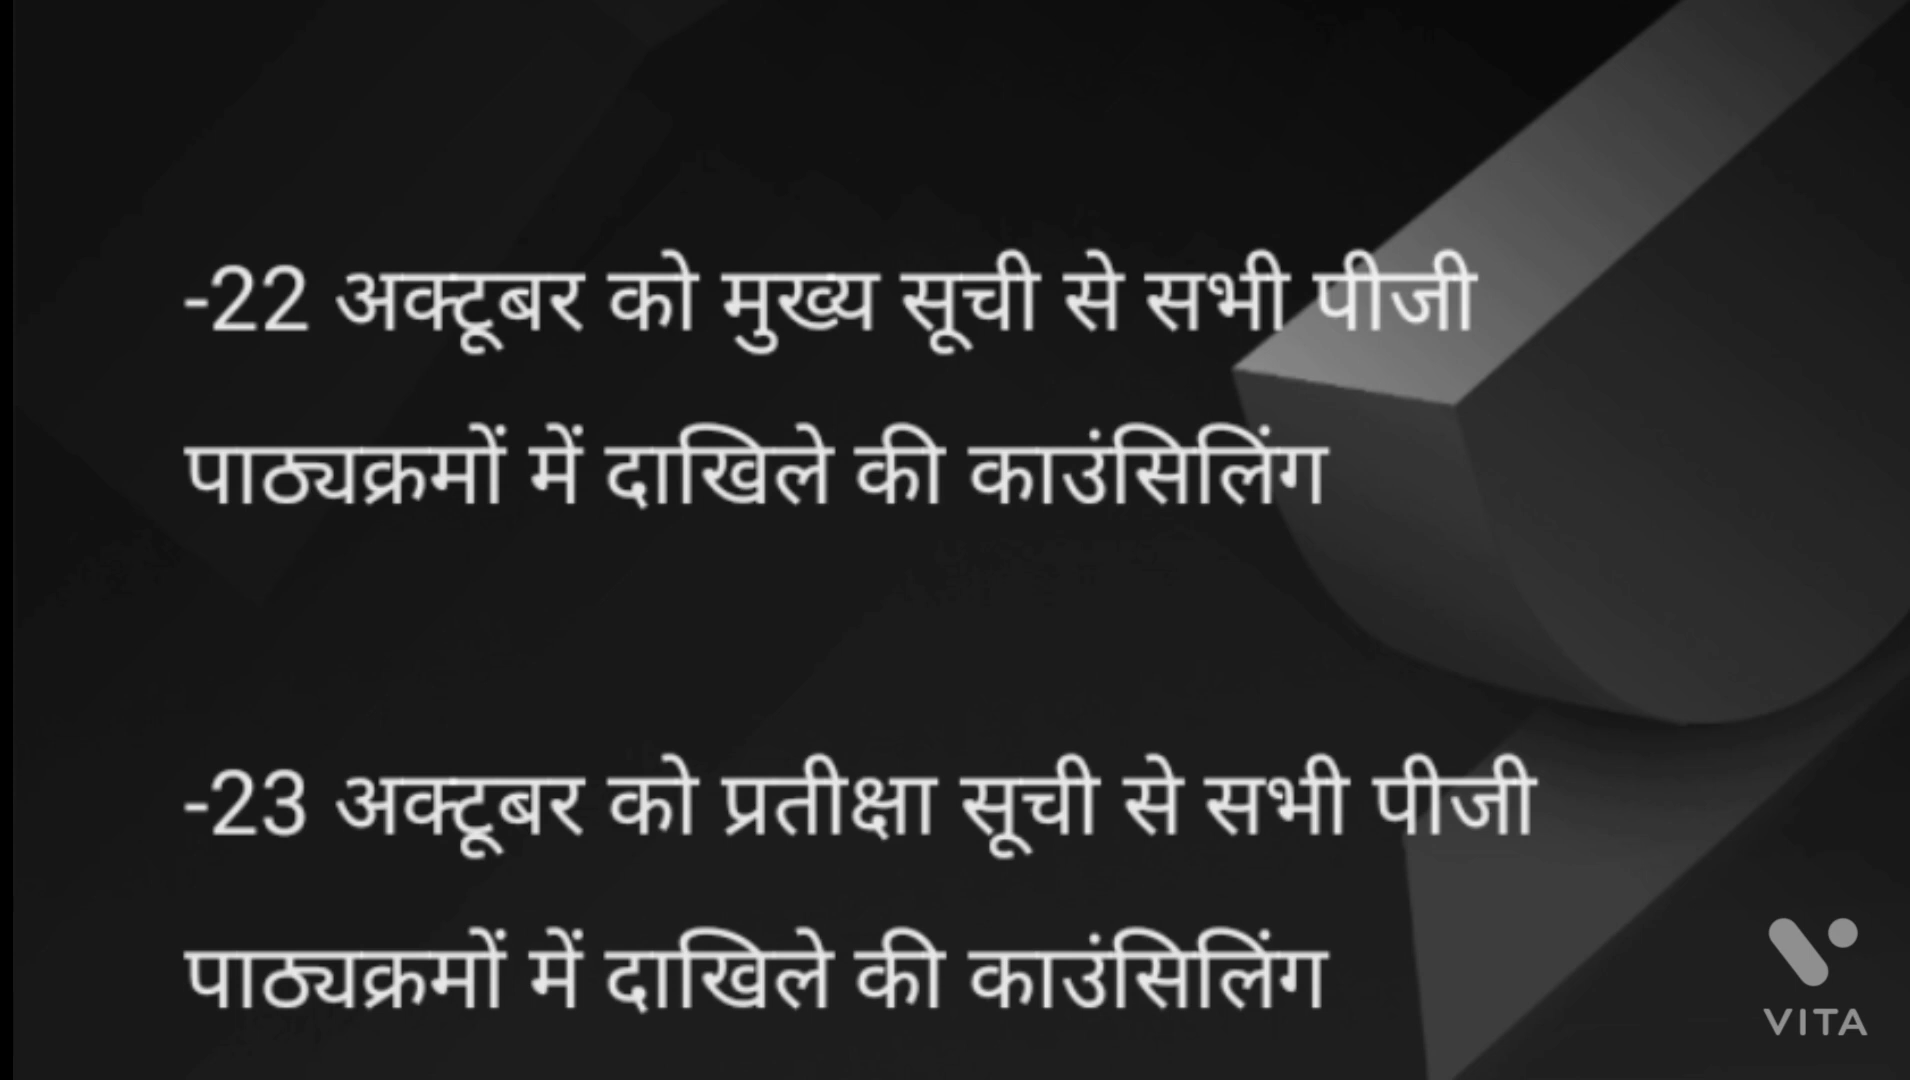 -22 अक्टूबर को मुख्य सूची से सभी पीजी
पाठ्यक्रमों में दाखिले की काउंसिलिंग
-23 अक्टूबर को प्रतीक्षा सूची से सभी पीजी
पाठ्यक्रमों में दाखिले की काउंसिलिंग
VITA